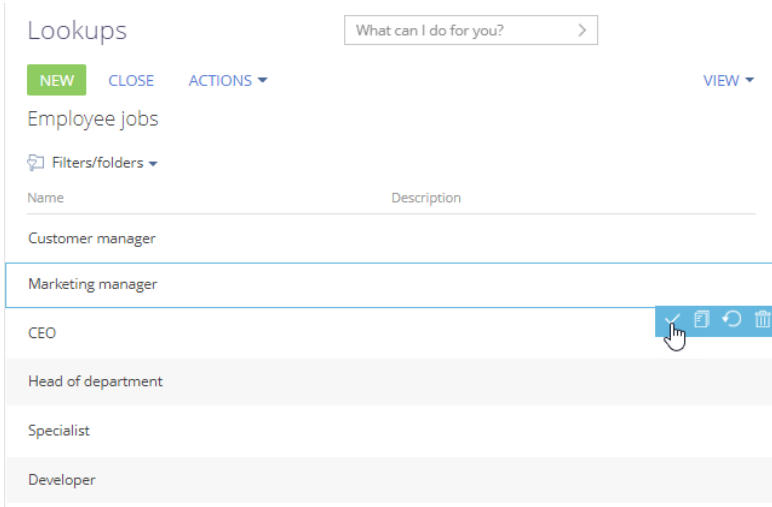 Lookups
What can I do for you?
NEW CLOSE ACTIONS VIEW
Employee jobs
Filters/folders
Name Description
Customer manager
Marketing manager
CEO
Head of department
Specialist
Developer